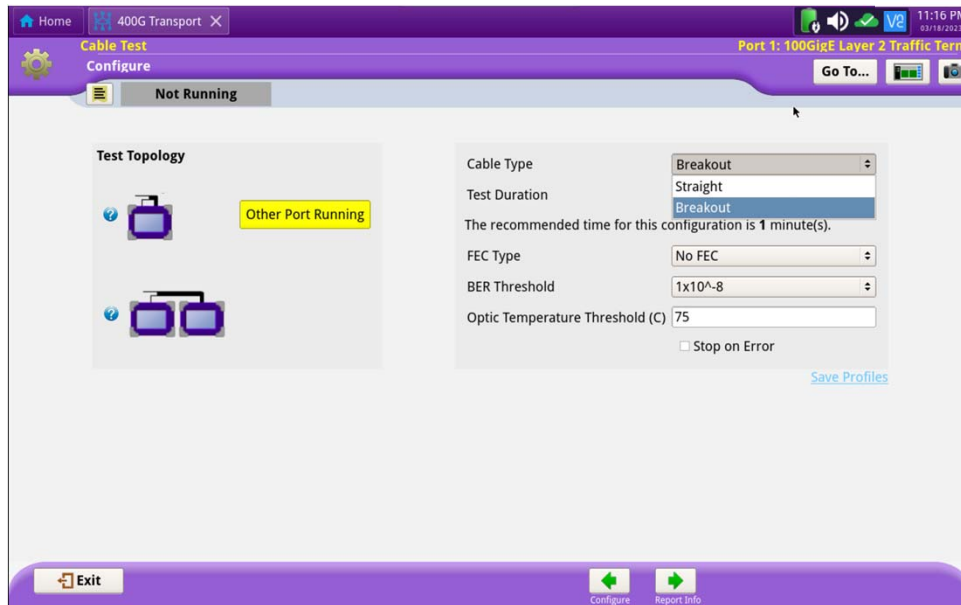 Home
400G Transport
11:16 PM
03/18/2023
Cable Test
Port 1: 100GigE Layer 2 Traffic Term
Configure
Go To...
Not Running
Test Topology
Other Port Running
Cable Type
Breakout
Straight
Breakout
Test Duration
The recommended time for this configuration is 1 minute(s).
FEC Type
No FEC
BER Threshold
1x10^-8
Optic Temperature Threshold (C)
75
Stop on Error
Save Profiles
Exit
Configure
Report Info